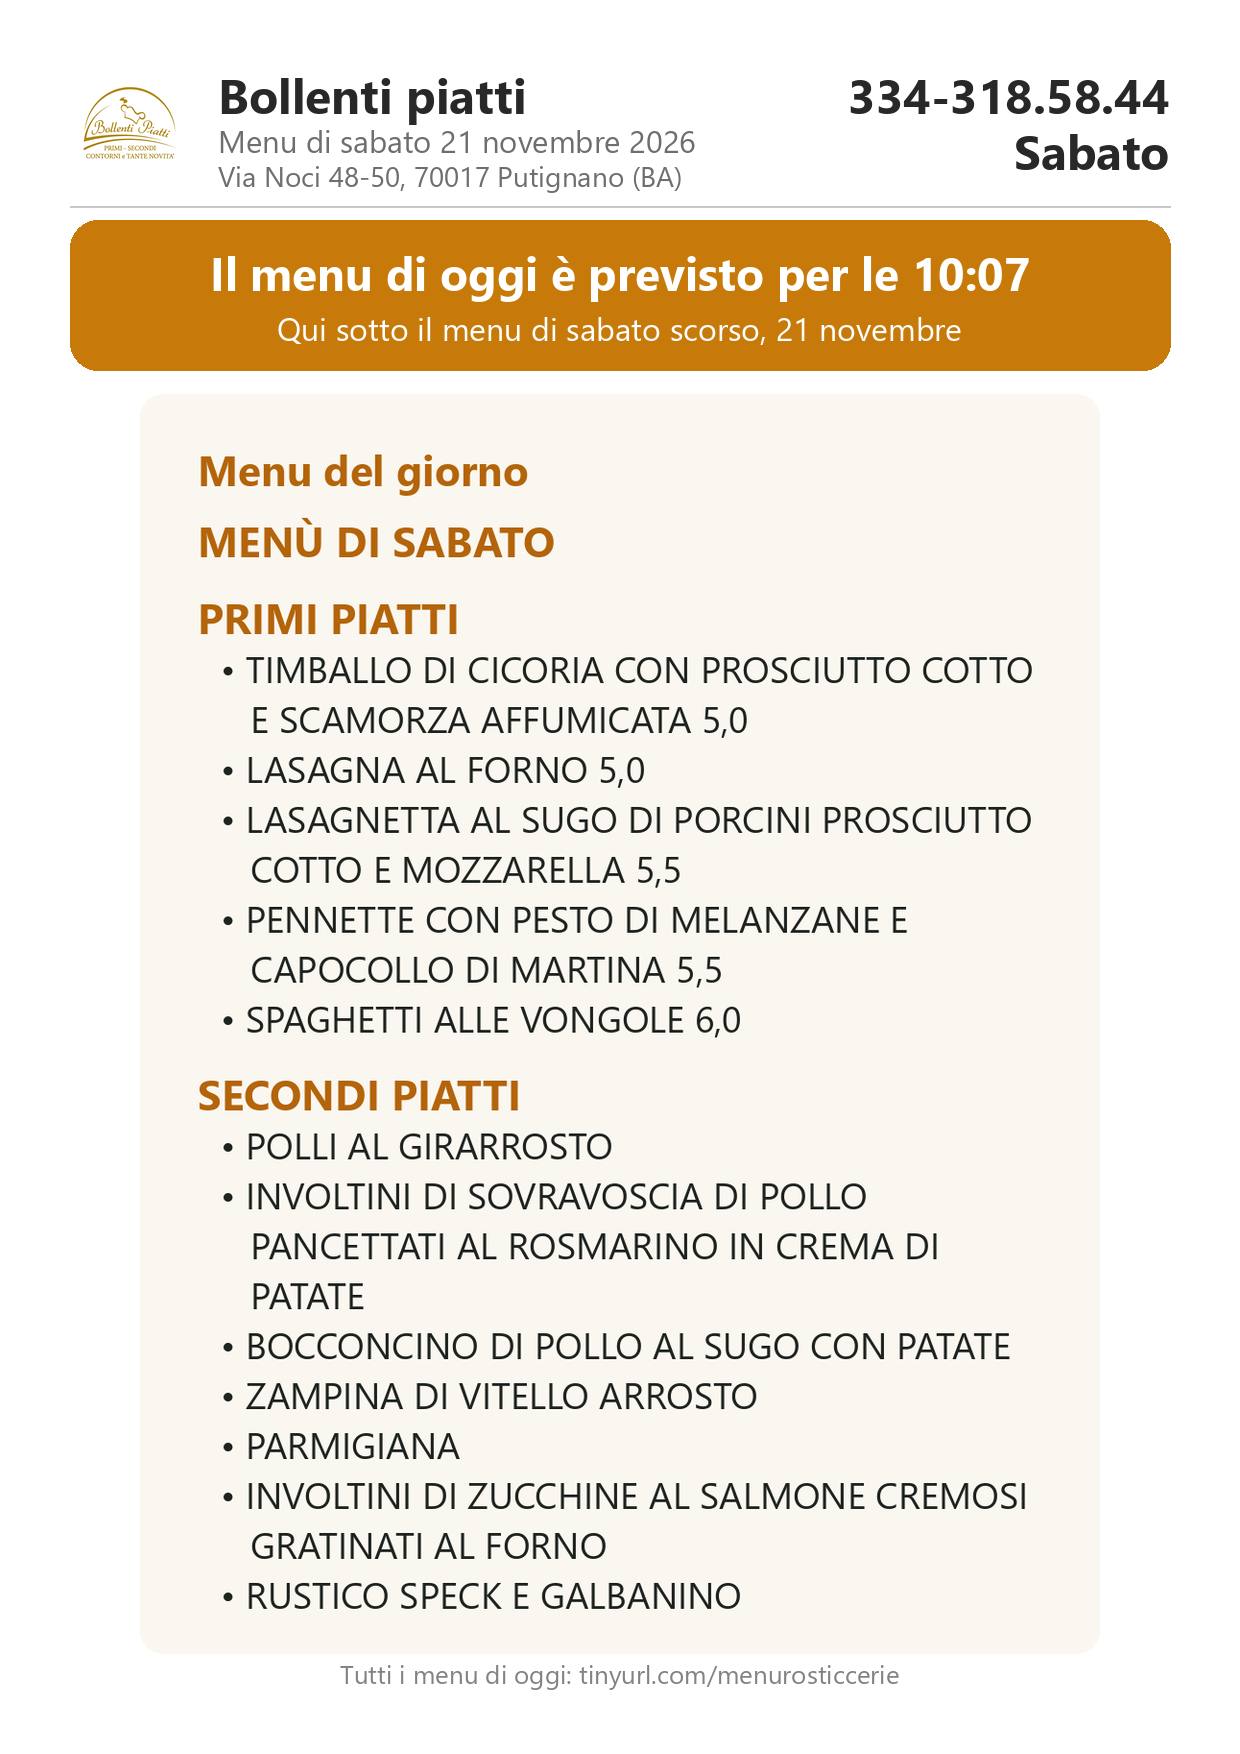 Bollenti Piatti
PRIMI - SECONDI
CONTORNI e TANTE NOVITA'
Bollenti piatti
Menu di sabato 21 novembre 2026
Via Noci 48-50, 70017 Putignano (BA)
334-318.58.44
Sabato
Il menu di oggi è previsto per le 10:07
Qui sotto il menu di sabato scorso, 21 novembre
Menu del giorno
MENÙ DI SABATO
PRIMI PIATTI
• TIMBALLO DI CICORIA CON PROSCIUTTO COTTO
E SCAMORZA AFFUMICATA 5,0
• LASAGNA AL FORNO 5,0
• LASAGNETTA AL SUGO DI PORCINI PROSCIUTTO
COTTO E MOZZARELLA 5,5
• PENNETTE CON PESTO DI MELANZANE E
CAPOCOLLO DI MARTINA 5,5
• SPAGHETTI ALLE VONGOLE 6,0
SECONDI PIATTI
• POLLI AL GIRARROSTO
• INVOLTINI DI SOVRAVOSCIA DI POLLO
PANCETTATI AL ROSMARINO IN CREMA DI
PATATE
• BOCCONCINO DI POLLO AL SUGO CON PATATE
• ZAMPINA DI VITELLO ARROSTO
• PARMIGIANA
• INVOLTINI DI ZUCCHINE AL SALMONE CREMOSI
GRATINATI AL FORNO
• RUSTICO SPECK E GALBANINO
Tutti i menu di oggi: tinyurl.com/menurosticcerie